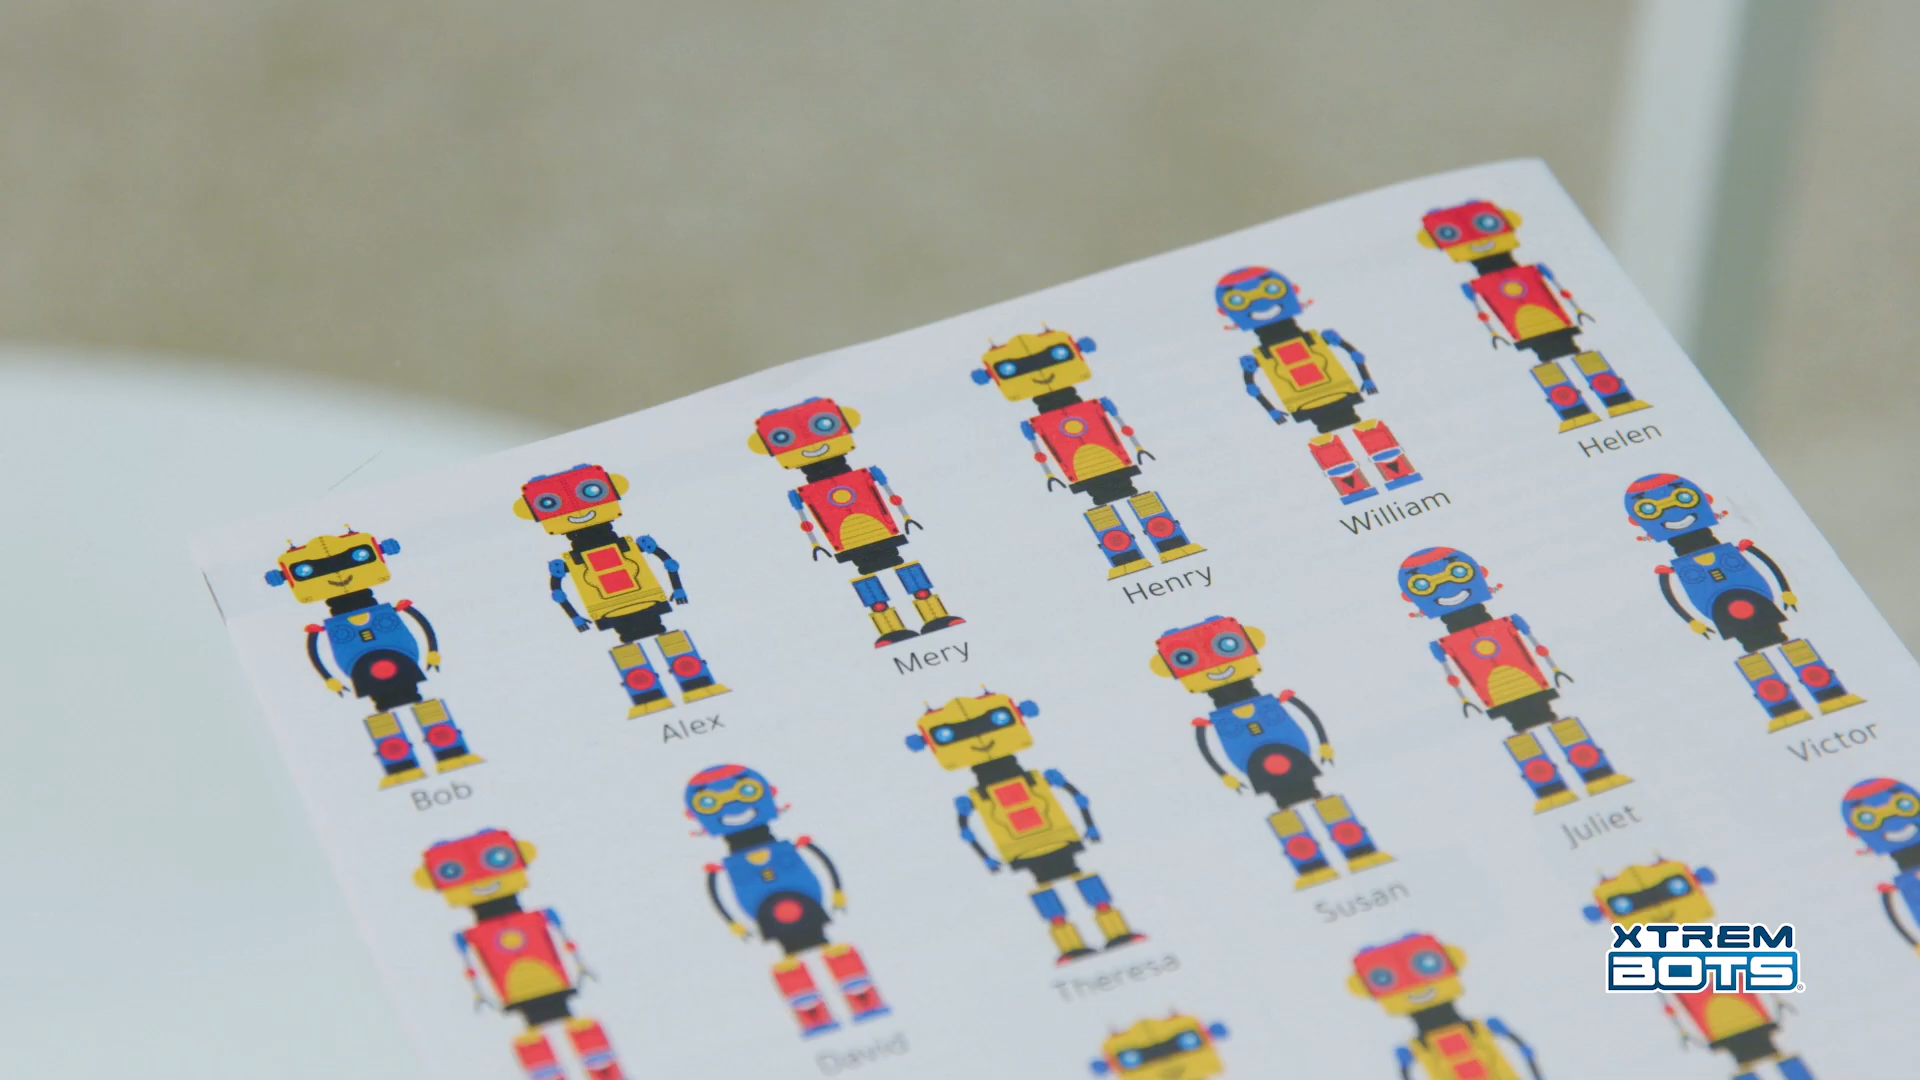 Bob
Alex
Mery
Henry
William
Helen
David
Theresa
Susan
Juliet
Victor
XTREM
BOTS